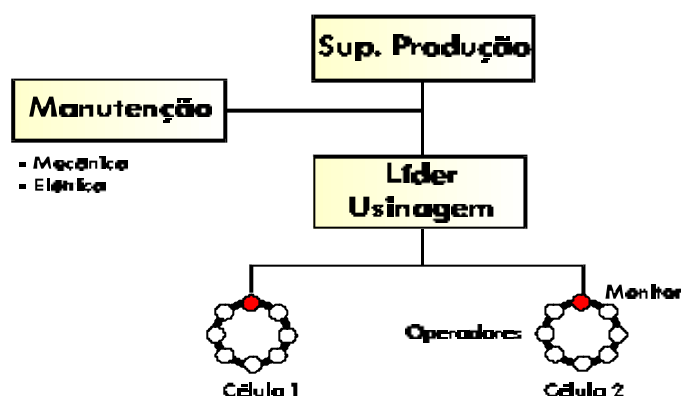 Sup. Produção
Manutenção
- Mecânica
- Elétrica
Líder
Usinagem
Monitor
Operadores
Célula 1
Célula 2